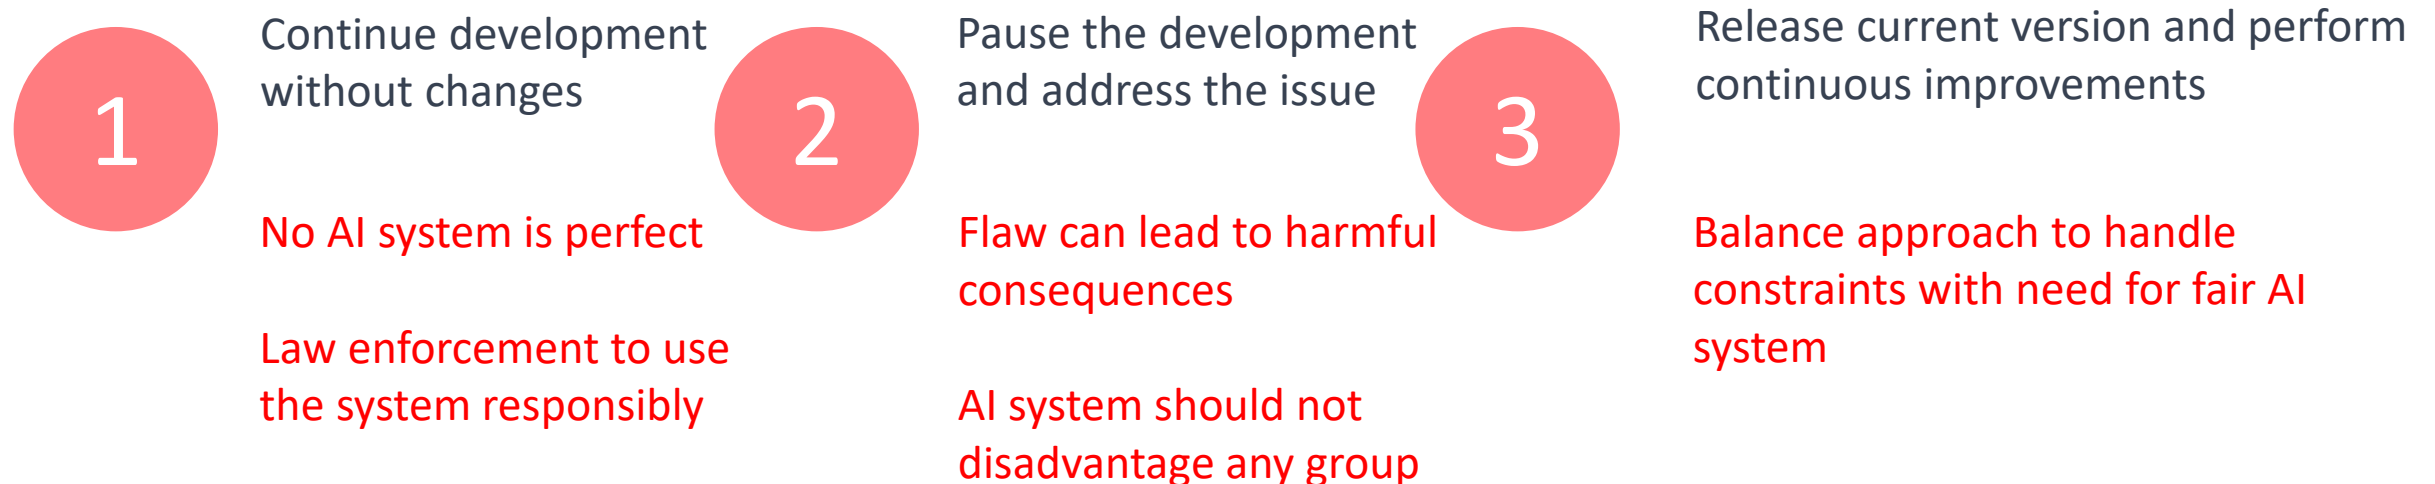 1
Continue development
without changes
No AI system is perfect
Law enforcement to use
the system responsibly
2
Pause the development
and address the issue
Flaw can lead to harmful
consequences
AI system should not
disadvantage any group
3
Release current version and perform
continuous improvements
Balance approach to handle
constraints with need for fair AI
system